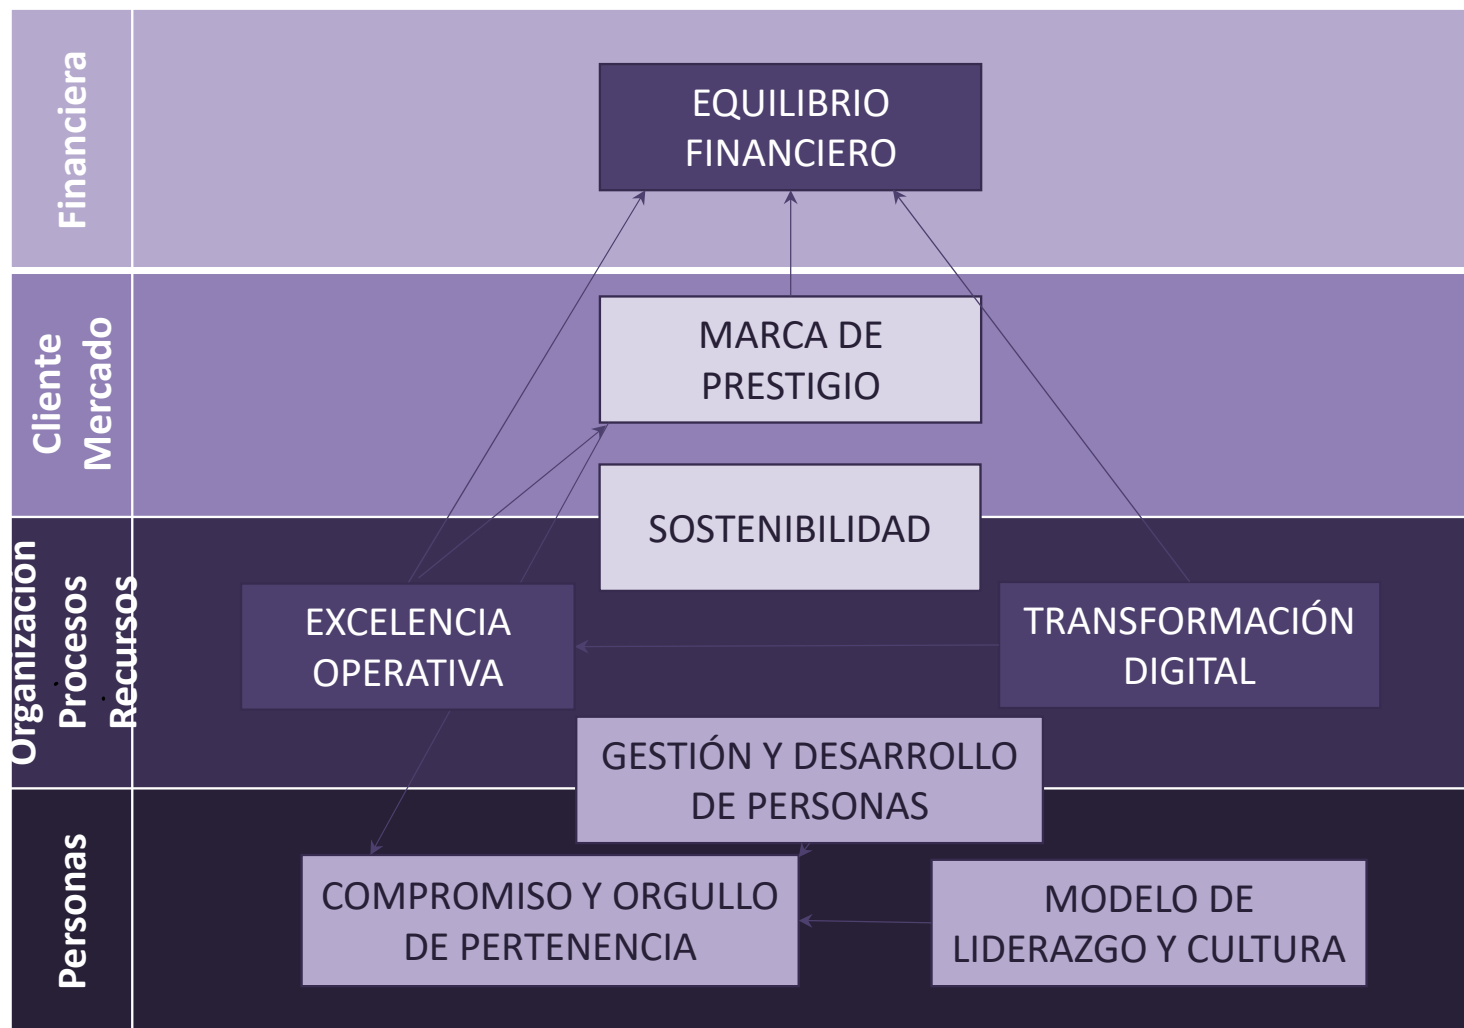 Financiera
EQUILIBRIO
FINANCIERO
Cliente
Mercado
MARCA DE
PRESTIGIO
SOSTENIBILIDAD
Organización
Procesos
Recursos
EXCELENCIA
OPERATIVA
TRANSFORMACIÓN
DIGITAL
GESTIÓN Y DESARROLLO
DE PERSONAS
Personas
COMPROMISO Y ORGULLO
DE PERTENENCIA
MODELO DE
LIDERAZGO Y CULTURA